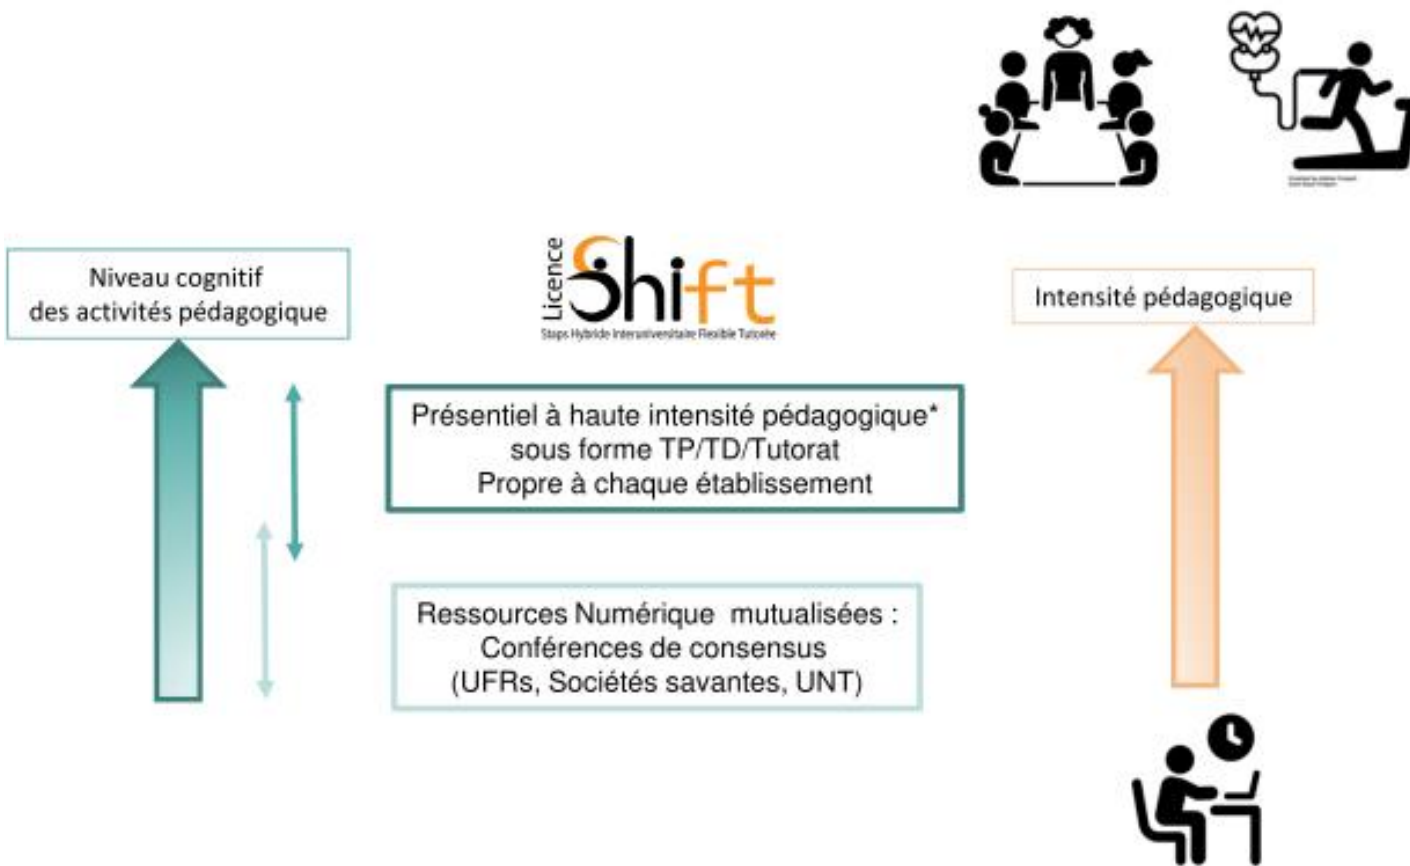 Niveau cognitif
des activités pédagogique
Licence
Shift
Staps Hybride Interuniversitaire Flexible Tutorée
Intensité pédagogique
Présentiel à haute intensité pédagogique*
sous forme TP/TD/Tutorat
Propre à chaque établissement
Ressources Numérique mutualisées :
Conférences de consensus
(UFRs, Sociétés savantes, UNT)